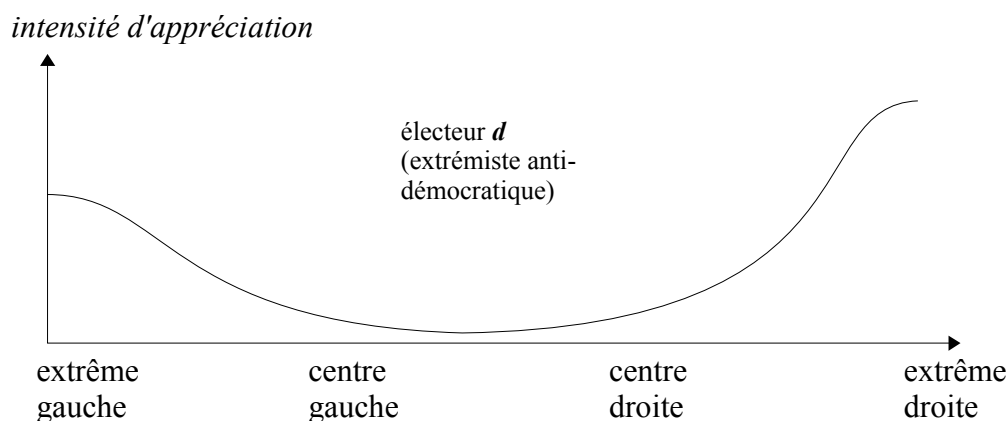 intensité d'appréciation
électeur d
(extrémiste anti-
démocratique)
extrême
gauche
centre
gauche
centre
droite
extrême
droite